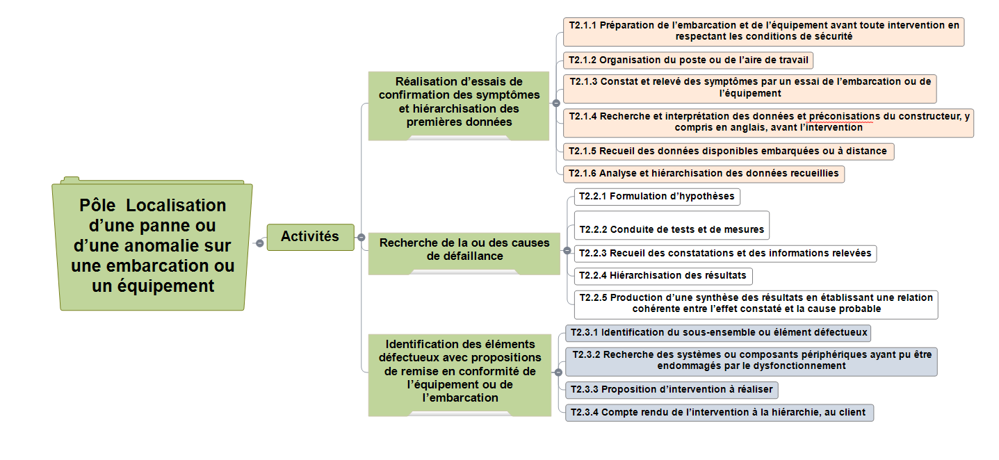 Pôle  Localisation
d’une panne ou
d’une anomalie sur
une embarcation ou
un équipement
Activités
Réalisation d’essais de
confirmation des symptômes
et hiérarchisation des
premières données
T2.1.1 Préparation de l’embarcation et de l’équipement avant toute intervention en
respectant les conditions de sécurité
T2.1.2 Organisation du poste ou de l’aire de travail
T2.1.3 Constat et relevé des symptômes par un essai de l’embarcation ou de
l’équipement
T2.1.4 Recherche et interprétation des données et préconisations du constructeur, y
compris en anglais, avant l’intervention
T2.1.5 Recueil des données disponibles embarquées ou à distance
T2.1.6 Analyse et hiérarchisation des données recueillies
Recherche de la ou des causes
de défaillance
T2.2.1 Formulation d’hypothèses
T2.2.2 Conduite de tests et de mesures
T2.2.3 Recueil des constatations et des informations relevées
T2.2.4 Hiérarchisation des résultats
T2.2.5 Production d’une synthèse des résultats en établissant une relation
cohérente entre l’effet constaté et la cause probable
Identification des éléments
défectueux avec propositions
de remise en conformité de
l’équipement ou de
l’embarcation
T2.3.1 Identification du sous-ensemble ou élément défectueux
T2.3.2 Recherche des systèmes ou composants périphériques ayant pu être
endommagés par le dysfonctionnement
T2.3.3 Proposition d’intervention à réaliser
T2.3.4 Compte rendu de l’intervention à la hiérarchie, au client